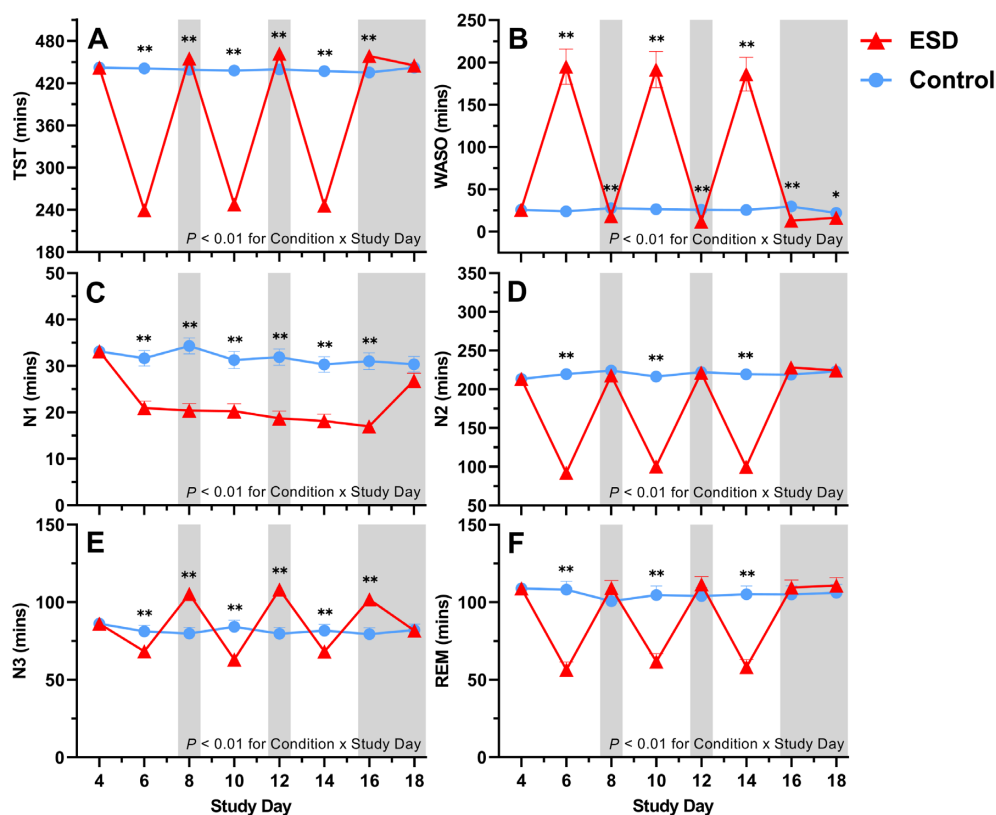 A
TST (mins)
480
420
360
300
240
180
** ** ** ** ** **
P < 0.01 for Condition x Study Day
B
WASO (mins)
250
200
150
100
50
0
** ** ** ** ** ** *
P < 0.01 for Condition x Study Day
ESD
Control
C
N1 (mins)
50
40
30
20
10
0
** ** ** ** ** **
P < 0.01 for Condition x Study Day
D
N2 (mins)
350
300
250
200
150
100
50
** ** **
P < 0.01 for Condition x Study Day
E
N3 (mins)
150
100
50
0
** ** ** ** ** **
P < 0.01 for Condition x Study Day
4 6 8 10 12 14 16 18
Study Day
F
REM (mins)
150
100
50
0
** ** **
P < 0.01 for Condition x Study Day
4 6 8 10 12 14 16 18
Study Day